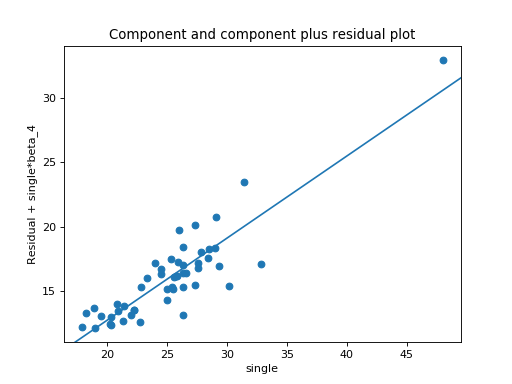 Component and component plus residual plot
Residual + single*beta_4
30
25
20
15
20 25 30 35 40 45
single